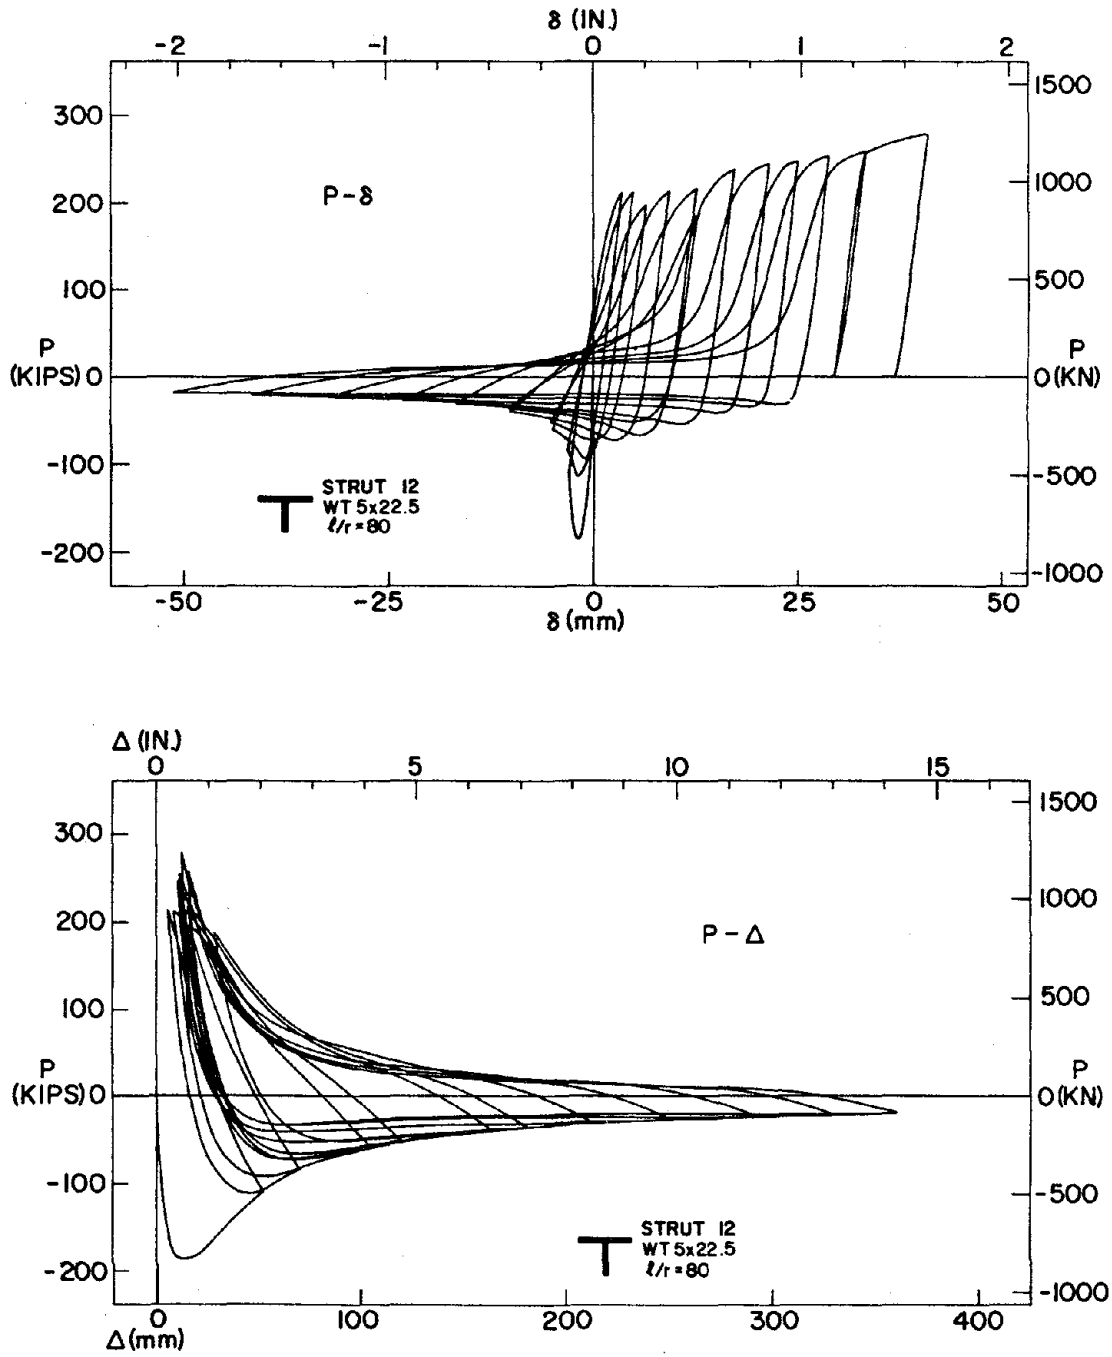 δ (IN.)
-2 -1 0 1 2
300
200
100
P
(KIPS) 0
-100
-200
1500
1000
500
P
0 (KN)
-500
-1000
P-δ
STRUT 12
WT 5x22.5
ℓ/r = 80
-50 -25 0 25 50
δ (mm)
Δ (IN.)
0 5 10 15
300
200
100
P
(KIPS) 0
-100
-200
1500
1000
500
P
0 (KN)
-500
-1000
P - Δ
STRUT 12
WT 5x22.5
ℓ/r = 80
0 100 200 300 400
Δ (mm)